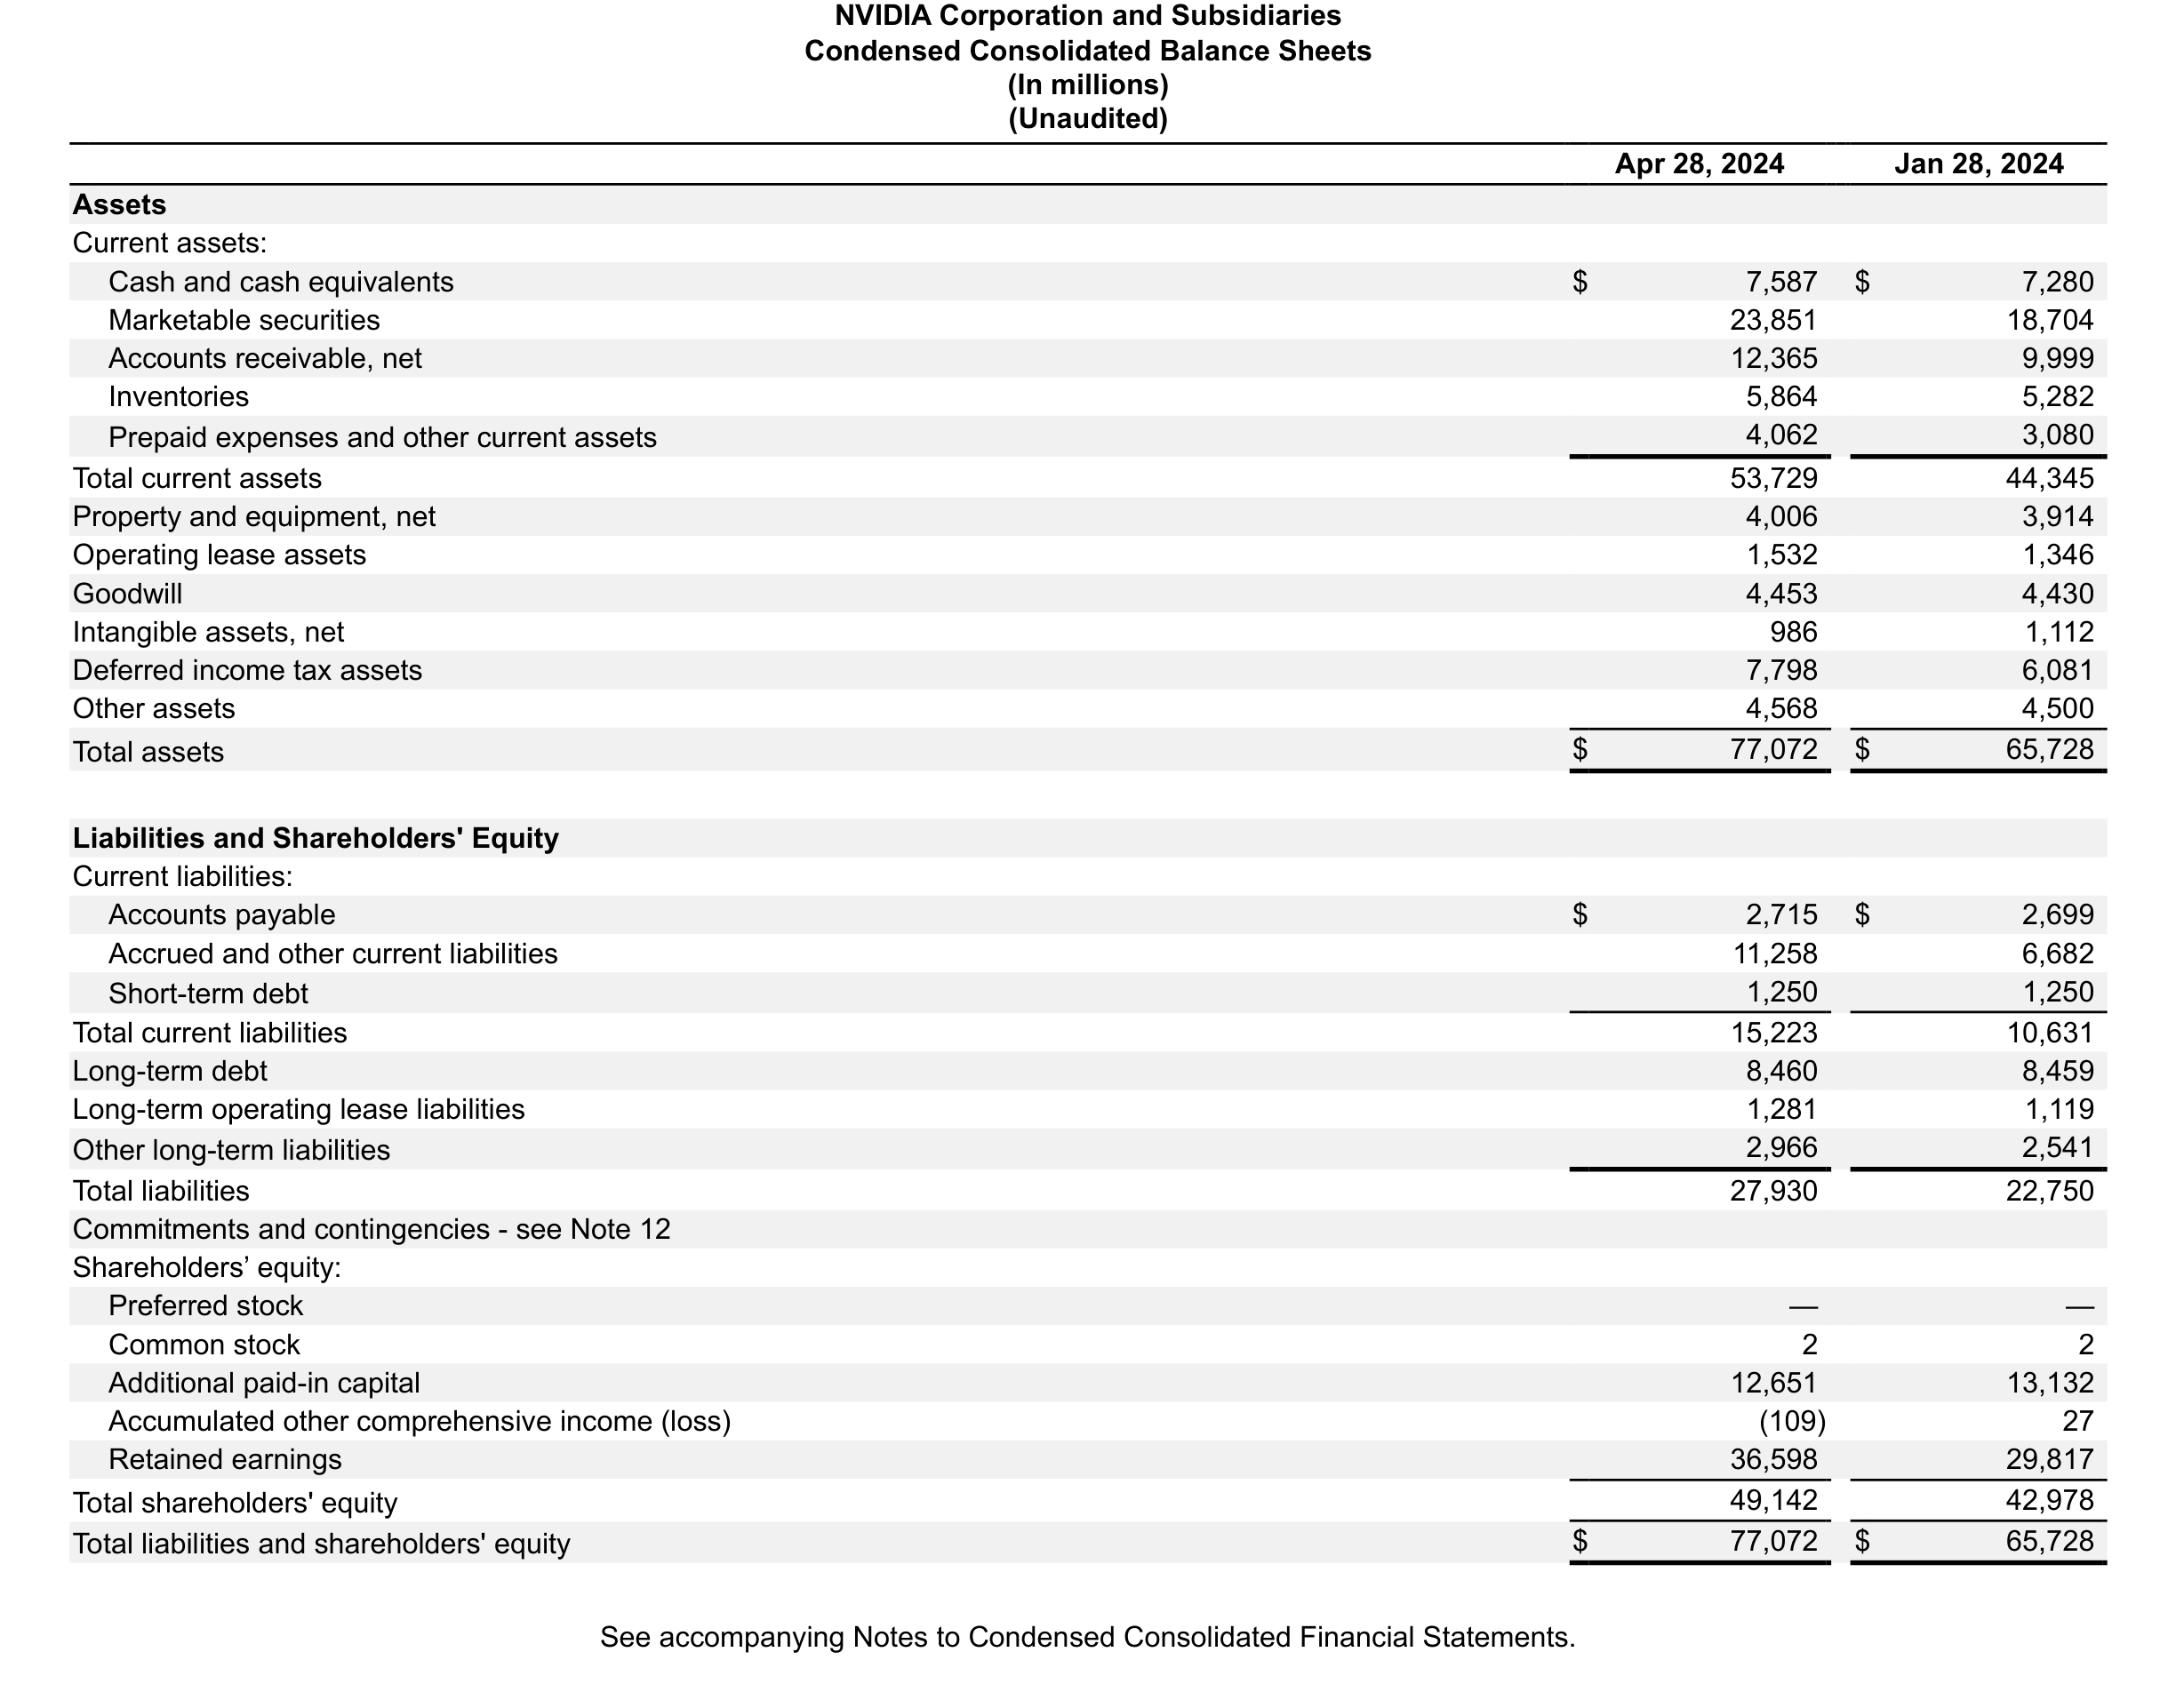 NVIDIA Corporation and Subsidiaries
Condensed Consolidated Balance Sheets
(In millions)
(Unaudited)
Apr 28, 2024 Jan 28, 2024
Assets
Current assets:
Cash and cash equivalents $ 7,587 $ 7,280
Marketable securities 23,851 18,704
Accounts receivable, net 12,365 9,999
Inventories 5,864 5,282
Prepaid expenses and other current assets 4,062 3,080
Total current assets 53,729 44,345
Property and equipment, net 4,006 3,914
Operating lease assets 1,532 1,346
Goodwill 4,453 4,430
Intangible assets, net 986 1,112
Deferred income tax assets 7,798 6,081
Other assets 4,568 4,500
Total assets $ 77,072 $ 65,728
Liabilities and Shareholders' Equity
Current liabilities:
Accounts payable $ 2,715 $ 2,699
Accrued and other current liabilities 11,258 6,682
Short-term debt 1,250 1,250
Total current liabilities 15,223 10,631
Long-term debt 8,460 8,459
Long-term operating lease liabilities 1,281 1,119
Other long-term liabilities 2,966 2,541
Total liabilities 27,930 22,750
Commitments and contingencies - see Note 12
Shareholders’ equity:
Preferred stock — —
Common stock 2 2
Additional paid-in capital 12,651 13,132
Accumulated other comprehensive income (loss) (109) 27
Retained earnings 36,598 29,817
Total shareholders' equity 49,142 42,978
Total liabilities and shareholders' equity $ 77,072 $ 65,728
See accompanying Notes to Condensed Consolidated Financial Statements.